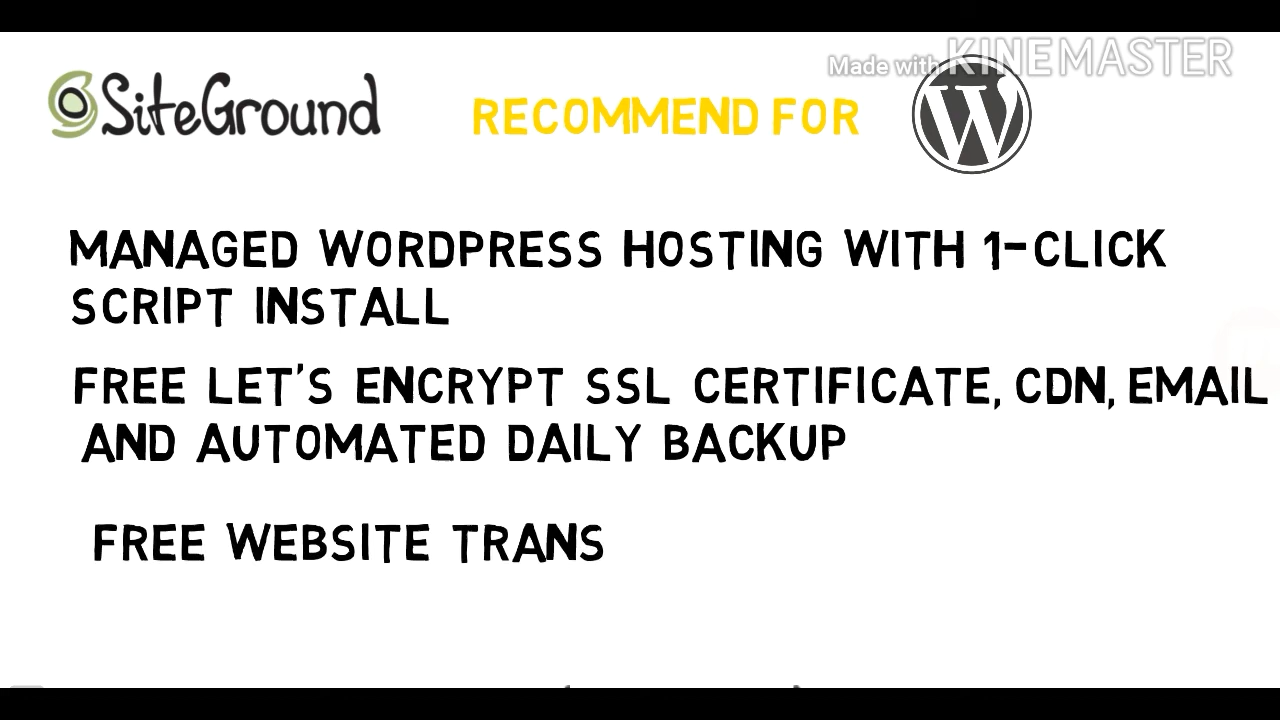 Made with KINEMASTER
SiteGround RECOMMEND FOR W
MANAGED WORDPRESS HOSTING WITH 1-CLICK
SCRIPT INSTALL
FREE LET'S ENCRYPT SSL CERTIFICATE, CDN, EMAIL
AND AUTOMATED DAILY BACKUP
FREE WEBSITE TRANS